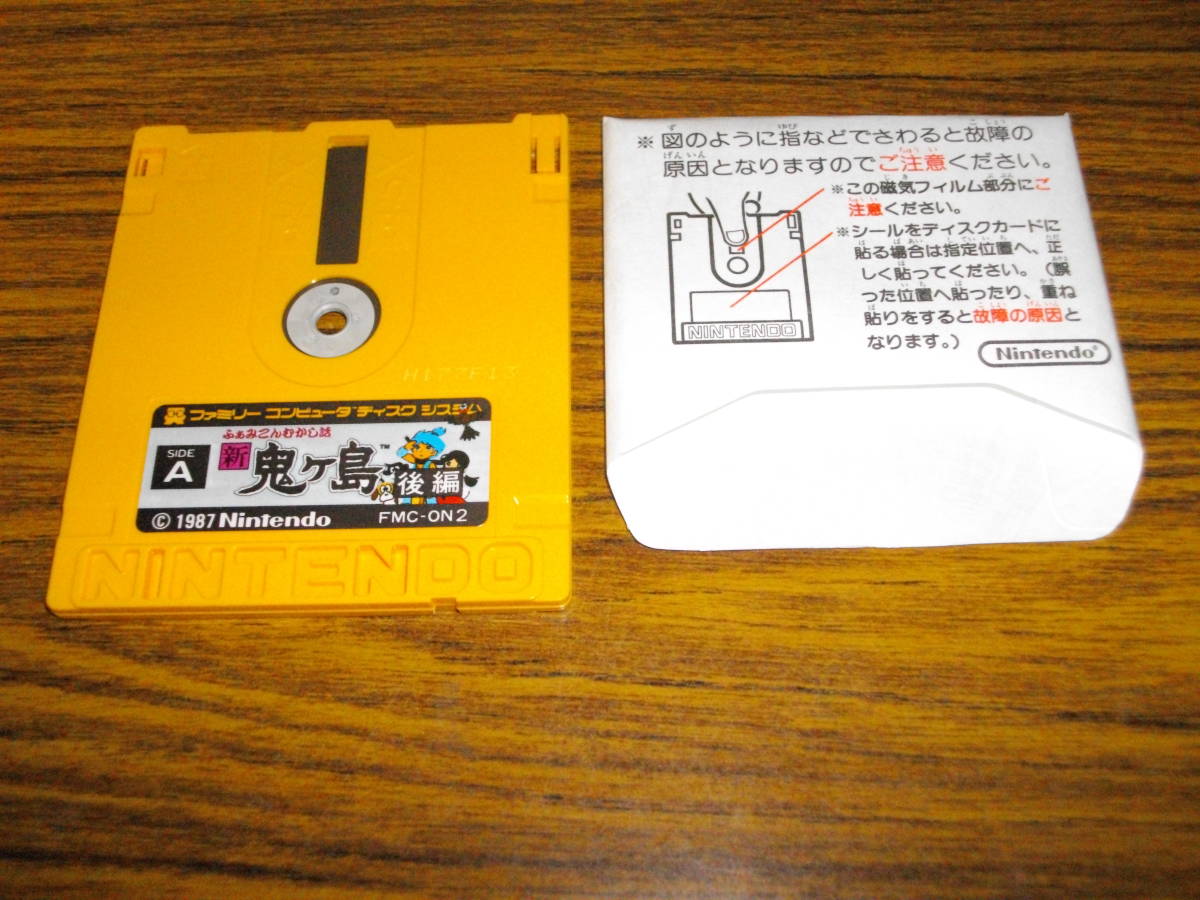 H177F13
ファミリー コンピュータ ディスク システム
ふぁみこんむかし話
SIDE
A
新 鬼ヶ島™
後編
© 1987 Nintendo
FMC-ON2
NINTENDO
※図のように指などでさわると故障の
原因となりますのでご注意ください。
※この磁気フィルム部分にご
注意ください。
※シールをディスクカードに
貼る場合は指定位置へ、正
しく貼ってください。(誤
った位置へ貼ったり、重ね
貼りをすると故障の原因と
なります。)
NINTENDO
Nintendo®